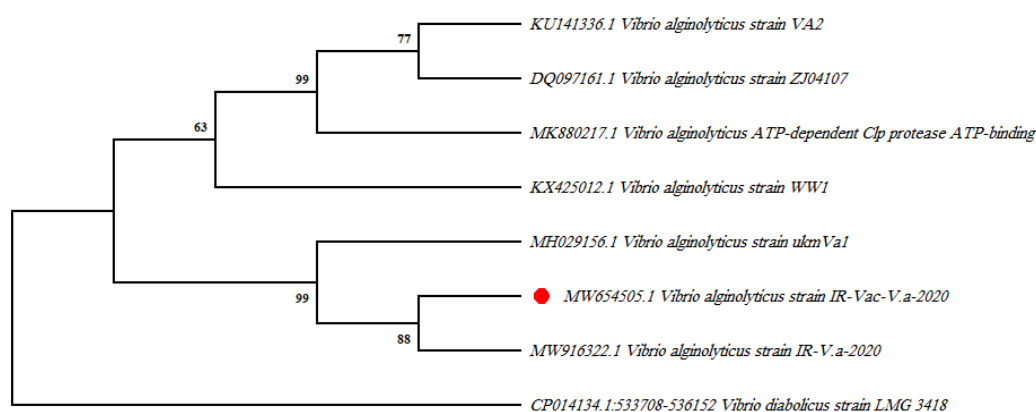 KU141336.1 Vibrio alginolyticus strain VA2
77
DQ097161.1 Vibrio alginolyticus strain ZJ04107
99
MK880217.1 Vibrio alginolyticus ATP-dependent Clp protease ATP-binding
63
KX425012.1 Vibrio alginolyticus strain WW1
MH029156.1 Vibrio alginolyticus strain ukmVa1
99
MW654505.1 Vibrio alginolyticus strain IR-Vac-V.a-2020
88
MW916322.1 Vibrio alginolyticus strain IR-V.a-2020
CP014134.1:533708-536152 Vibrio diabolicus strain LMG 3418